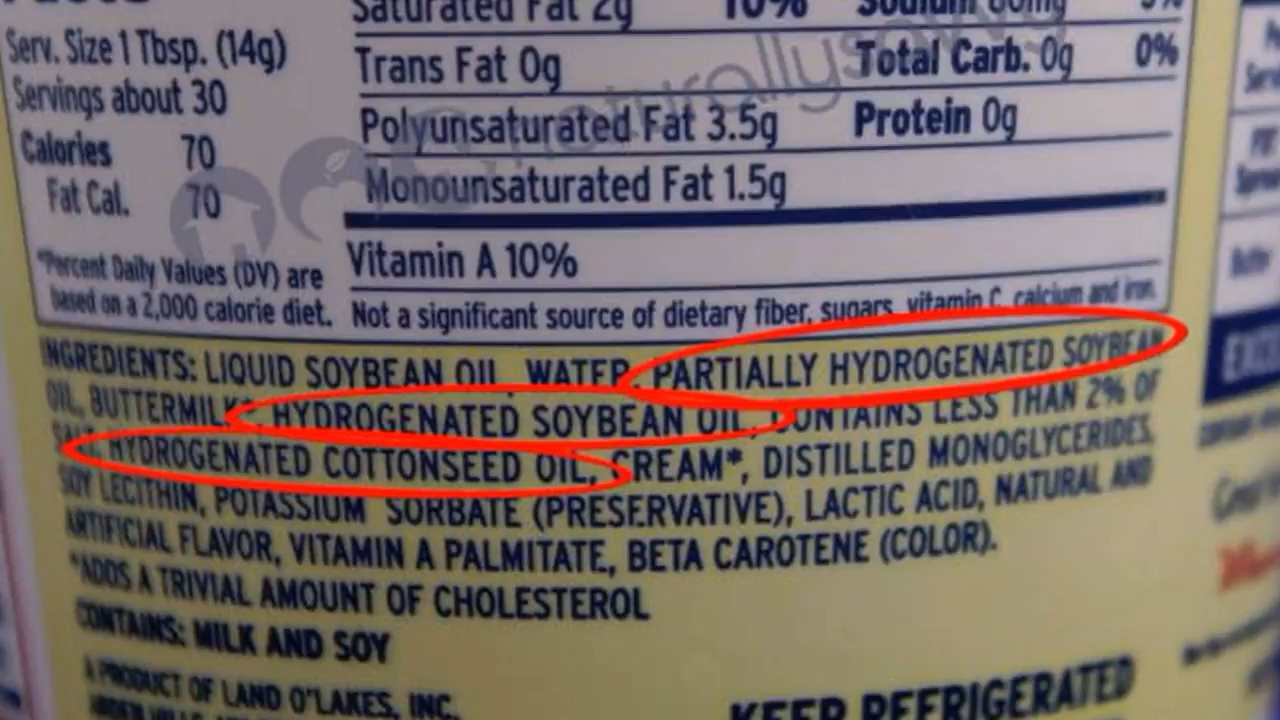 Saturated Fat 2g 10% Sodium 80mg 3%
Serv. Size 1 Tbsp. (14g)
Trans Fat 0g Total Carb. 0g 0%
Servings about 30
Polyunsaturated Fat 3.5g Protein 0g
Calories 70
Monounsaturated Fat 1.5g
Fat Cal. 70
Vitamin A 10%
*Percent Daily Values (DV) are
based on a 2,000 calorie diet.
Not a significant source of dietary fiber, sugars, vitamin C, calcium and iron.
INGREDIENTS: LIQUID SOYBEAN OIL, WATER, PARTIALLY HYDROGENATED SOYBEAN
OIL, BUTTERMILK*, HYDROGENATED SOYBEAN OIL, CONTAINS LESS THAN 2% OF
SALT, HYDROGENATED COTTONSEED OIL, CREAM*, DISTILLED MONOGLYCERIDES,
SOY LECITHIN, POTASSIUM SORBATE (PRESERVATIVE), LACTIC ACID, NATURAL AND
ARTIFICIAL FLAVOR, VITAMIN A PALMITATE, BETA CAROTENE (COLOR).
*ADDS A TRIVIAL AMOUNT OF CHOLESTEROL
CONTAINS: MILK AND SOY
A PRODUCT OF LAND O'LAKES, INC.
KEEP REFRIGERATED